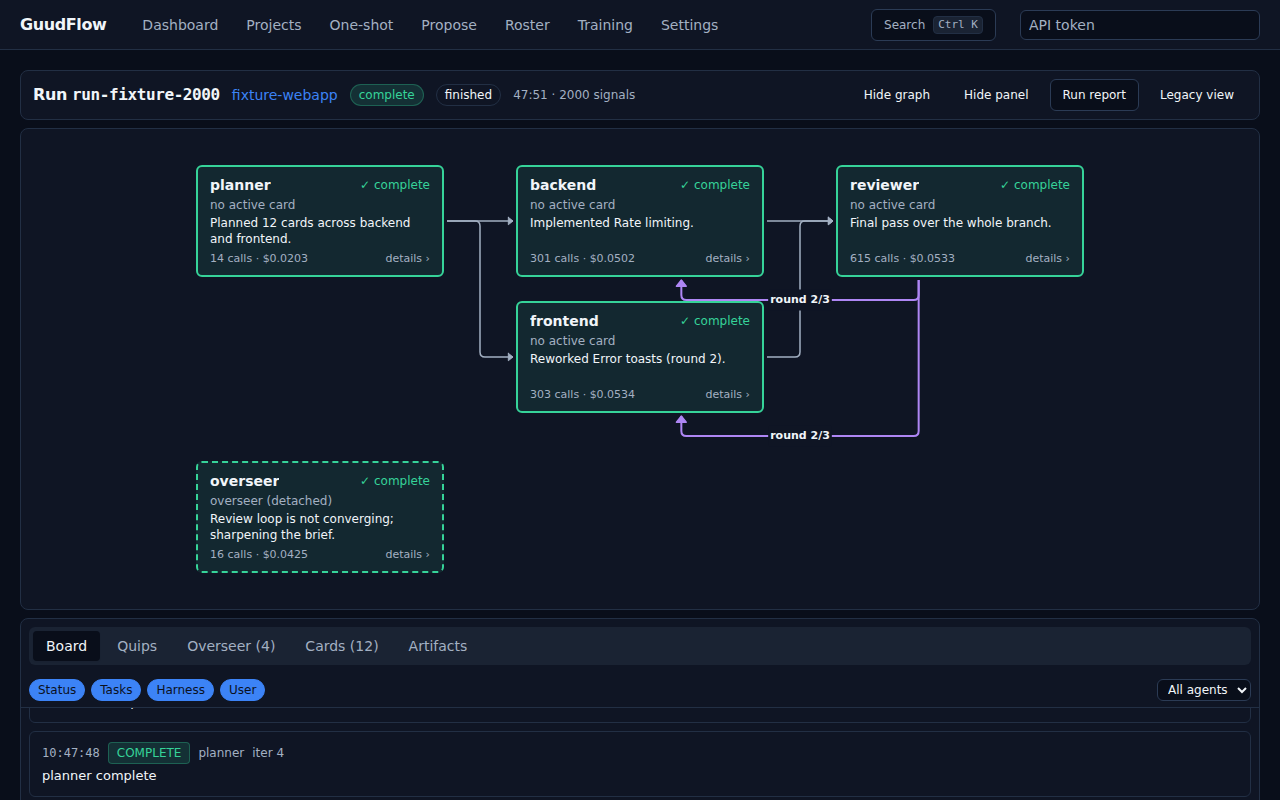 GuudFlow Dashboard Projects One-shot Propose Roster Training Settings Search Ctrl K API token
Run run-fixture-2000 fixture-webapp complete finished 47:51 · 2000 signals Hide graph Hide panel Run report Legacy view
planner ✓ complete
no active card
Planned 12 cards across backend
and frontend.
14 calls · $0.0203 details ›
backend ✓ complete
no active card
Implemented Rate limiting.
301 calls · $0.0502 details ›
reviewer ✓ complete
no active card
Final pass over the whole branch.
615 calls · $0.0533 details ›
round 2/3
frontend ✓ complete
no active card
Reworked Error toasts (round 2).
303 calls · $0.0534 details ›
round 2/3
overseer ✓ complete
overseer (detached)
Review loop is not converging;
sharpening the brief.
16 calls · $0.0425 details ›
Board Quips Overseer (4) Cards (12) Artifacts
Status Tasks Harness User All agents
10:47:48 COMPLETE planner iter 4
planner complete